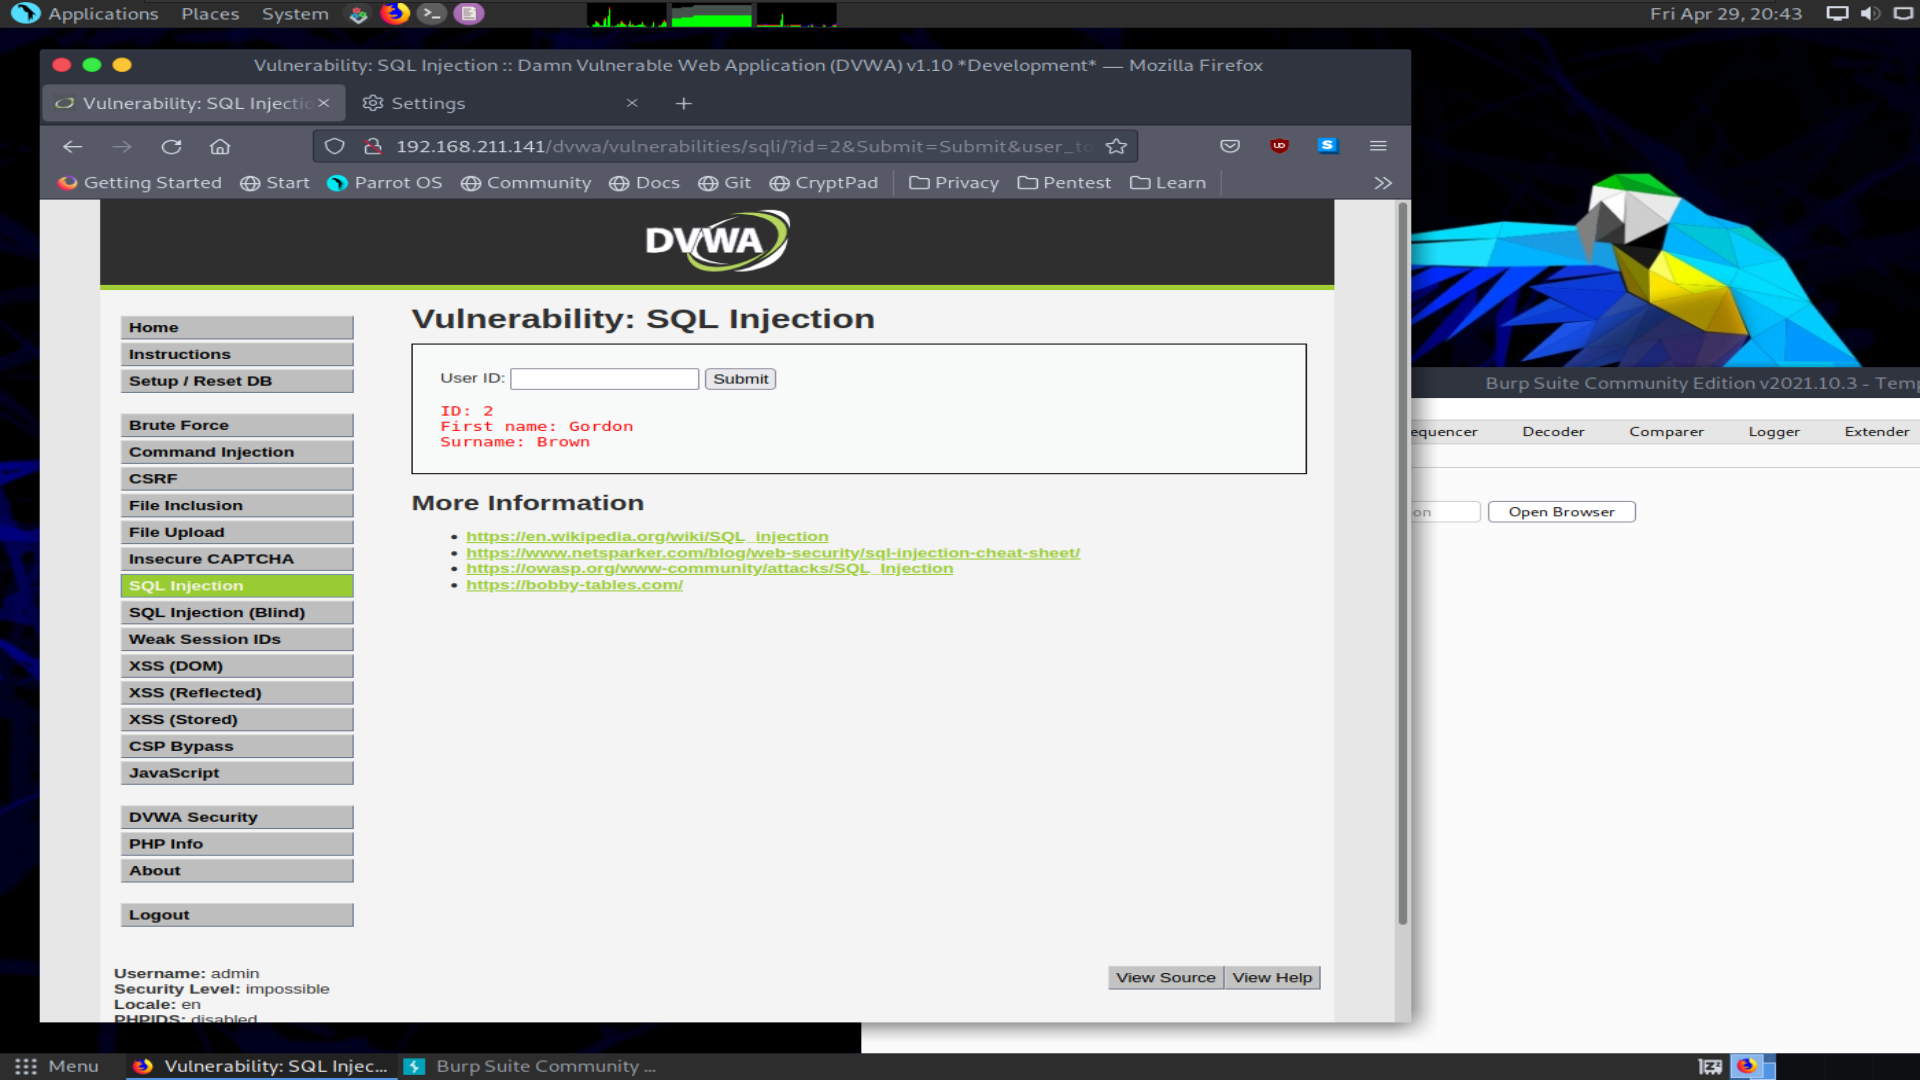 Applications Places System
Fri Apr 29, 20:43
Vulnerability: SQL Injection :: Damn Vulnerable Web Application (DVWA) v1.10 *Development* — Mozilla Firefox
Vulnerability: SQL Injectio
Settings
192.168.211.141/dvwa/vulnerabilities/sqli/?id=2&Submit=Submit&user_to
Getting Started Start Parrot OS Community Docs Git CryptPad Privacy Pentest Learn
DVWA
Home
Instructions
Setup / Reset DB
Brute Force
Command Injection
CSRF
File Inclusion
File Upload
Insecure CAPTCHA
SQL Injection
SQL Injection (Blind)
Weak Session IDs
XSS (DOM)
XSS (Reflected)
XSS (Stored)
CSP Bypass
JavaScript
DVWA Security
PHP Info
About
Logout
Username: admin
Security Level: impossible
Locale: en
PHPIDS: disabled
Vulnerability: SQL Injection
User ID: Submit
ID: 2
First name: Gordon
Surname: Brown
More Information
https://en.wikipedia.org/wiki/SQL_injection
https://www.netsparker.com/blog/web-security/sql-injection-cheat-sheet/
https://owasp.org/www-community/attacks/SQL_Injection
https://bobby-tables.com/
View Source View Help
Burp Suite Community Edition v2021.10.3 - Temp
equencer Decoder Comparer Logger Extender
on Open Browser
Menu Vulnerability: SQL Injec... Burp Suite Community ...